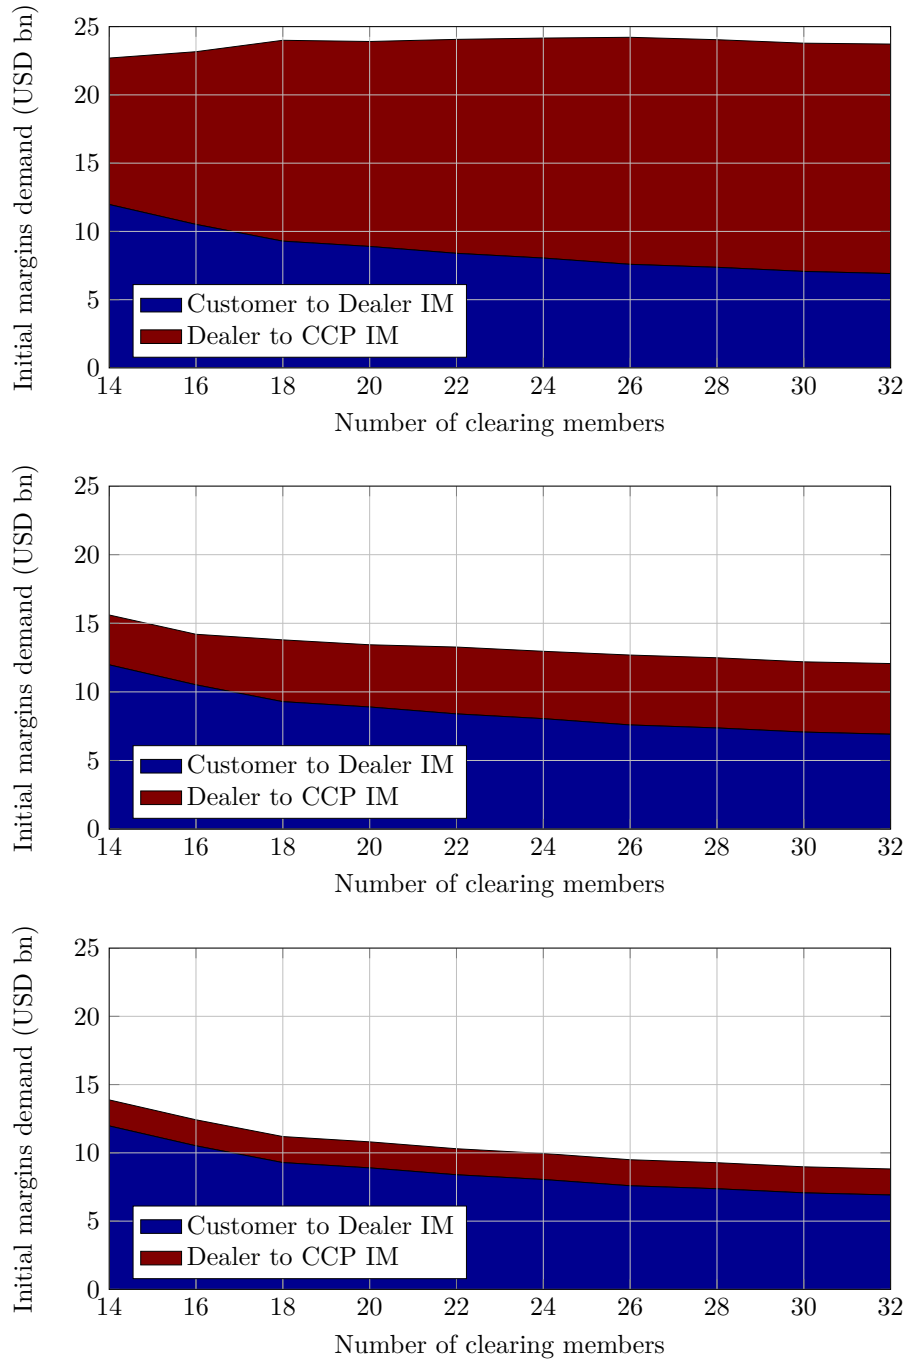 25
20
15
10
5
0
Initial margins demand (USD bn)
Customer to Dealer IM
Dealer to CCP IM
14 16 18 20 22 24 26 28 30 32
Number of clearing members
25
20
15
10
5
0
Initial margins demand (USD bn)
Customer to Dealer IM
Dealer to CCP IM
14 16 18 20 22 24 26 28 30 32
Number of clearing members
25
20
15
10
5
0
Initial margins demand (USD bn)
Customer to Dealer IM
Dealer to CCP IM
14 16 18 20 22 24 26 28 30 32
Number of clearing members